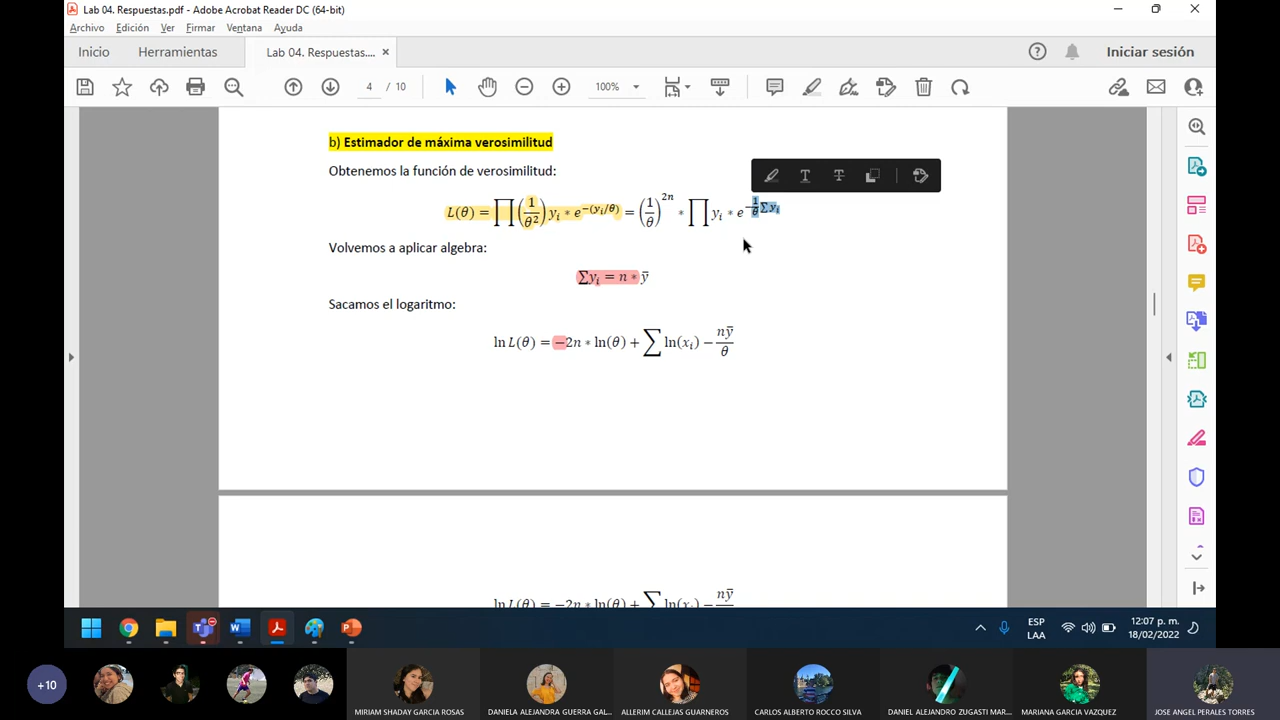 Lab 04. Respuestas.pdf - Adobe Acrobat Reader DC (64-bit)
Archivo Edición Ver Firmar Ventana Ayuda
Inicio Herramientas Lab 04. Respuestas.... × Iniciar sesión
4 / 10 100%
b) Estimador de máxima verosimilitud
Obtenemos la función de verosimilitud:
L(θ) = ∏ (1/θ²) yᵢ ∗ e^−(yᵢ/θ) = (1/θ)^2n ∗ ∏ yᵢ ∗ e^−1/θ ∑yᵢ
Volvemos a aplicar algebra:
∑yᵢ = n ∗ ȳ
Sacamos el logaritmo:
ln L(θ) = −2n ∗ ln(θ) + ∑ ln(xᵢ) − nȳ/θ
ln L(θ) = −2n ∗ ln(θ) + ∑ ln(xᵢ) − nȳ
ESP
LAA
12:07 p. m.
18/02/2022
+10
MIRIAM SHADAY GARCIA ROSAS
DANIELA ALEJANDRA GUERRA GAL...
ALLERIM CALLEJAS GUARNEROS
CARLOS ALBERTO ROCCO SILVA
DANIEL ALEJANDRO ZUGASTI MAR...
MARIANA GARCIA VAZQUEZ
JOSE ANGEL PERALES TORRES